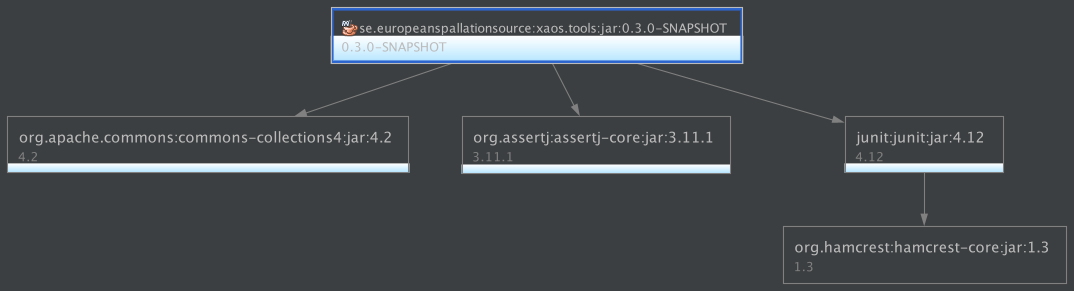 se.europeanspallationsource:xaos.tools:jar:0.3.0-SNAPSHOT
0.3.0-SNAPSHOT
org.apache.commons:commons-collections4:jar:4.2
4.2
org.assertj:assertj-core:jar:3.11.1
3.11.1
junit:junit:jar:4.12
4.12
org.hamcrest:hamcrest-core:jar:1.3
1.3